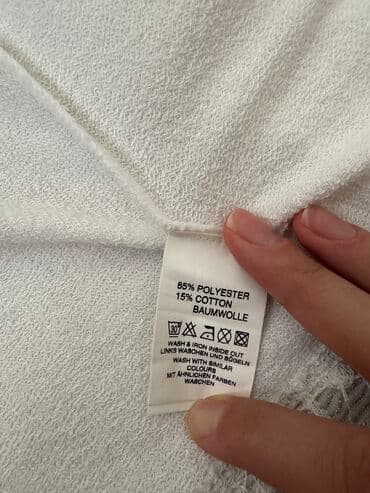 85% POLYESTER
15% COTTON
BAUMWOLLE
30°
WASH & IRON INSIDE OUT
LINKS WASCHEN UND BÜGELN
WASH WITH SIMILAR
COLOURS
MIT ÄHNLICHEN FARBEN
WASCHEN